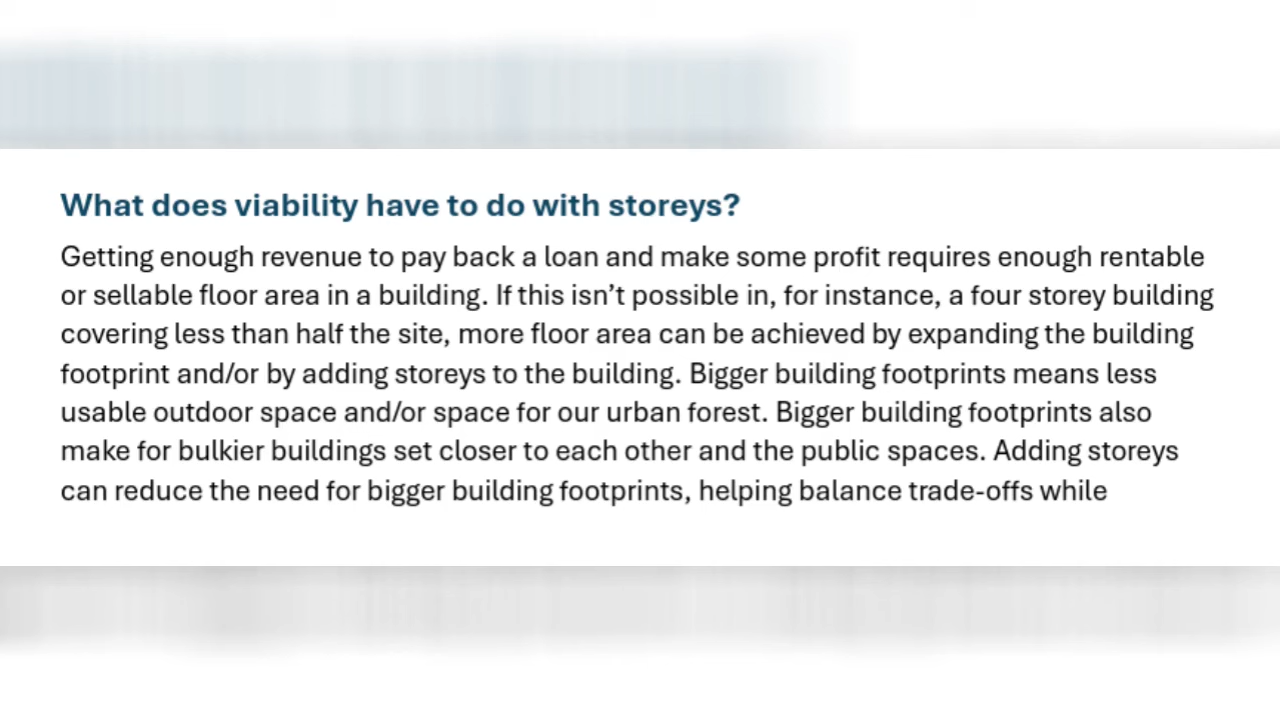 What does viability have to do with storeys?
Getting enough revenue to pay back a loan and make some profit requires enough rentable
or sellable floor area in a building. If this isn’t possible in, for instance, a four storey building
covering less than half the site, more floor area can be achieved by expanding the building
footprint and/or by adding storeys to the building. Bigger building footprints means less
usable outdoor space and/or space for our urban forest. Bigger building footprints also
make for bulkier buildings set closer to each other and the public spaces. Adding storeys
can reduce the need for bigger building footprints, helping balance trade-offs while